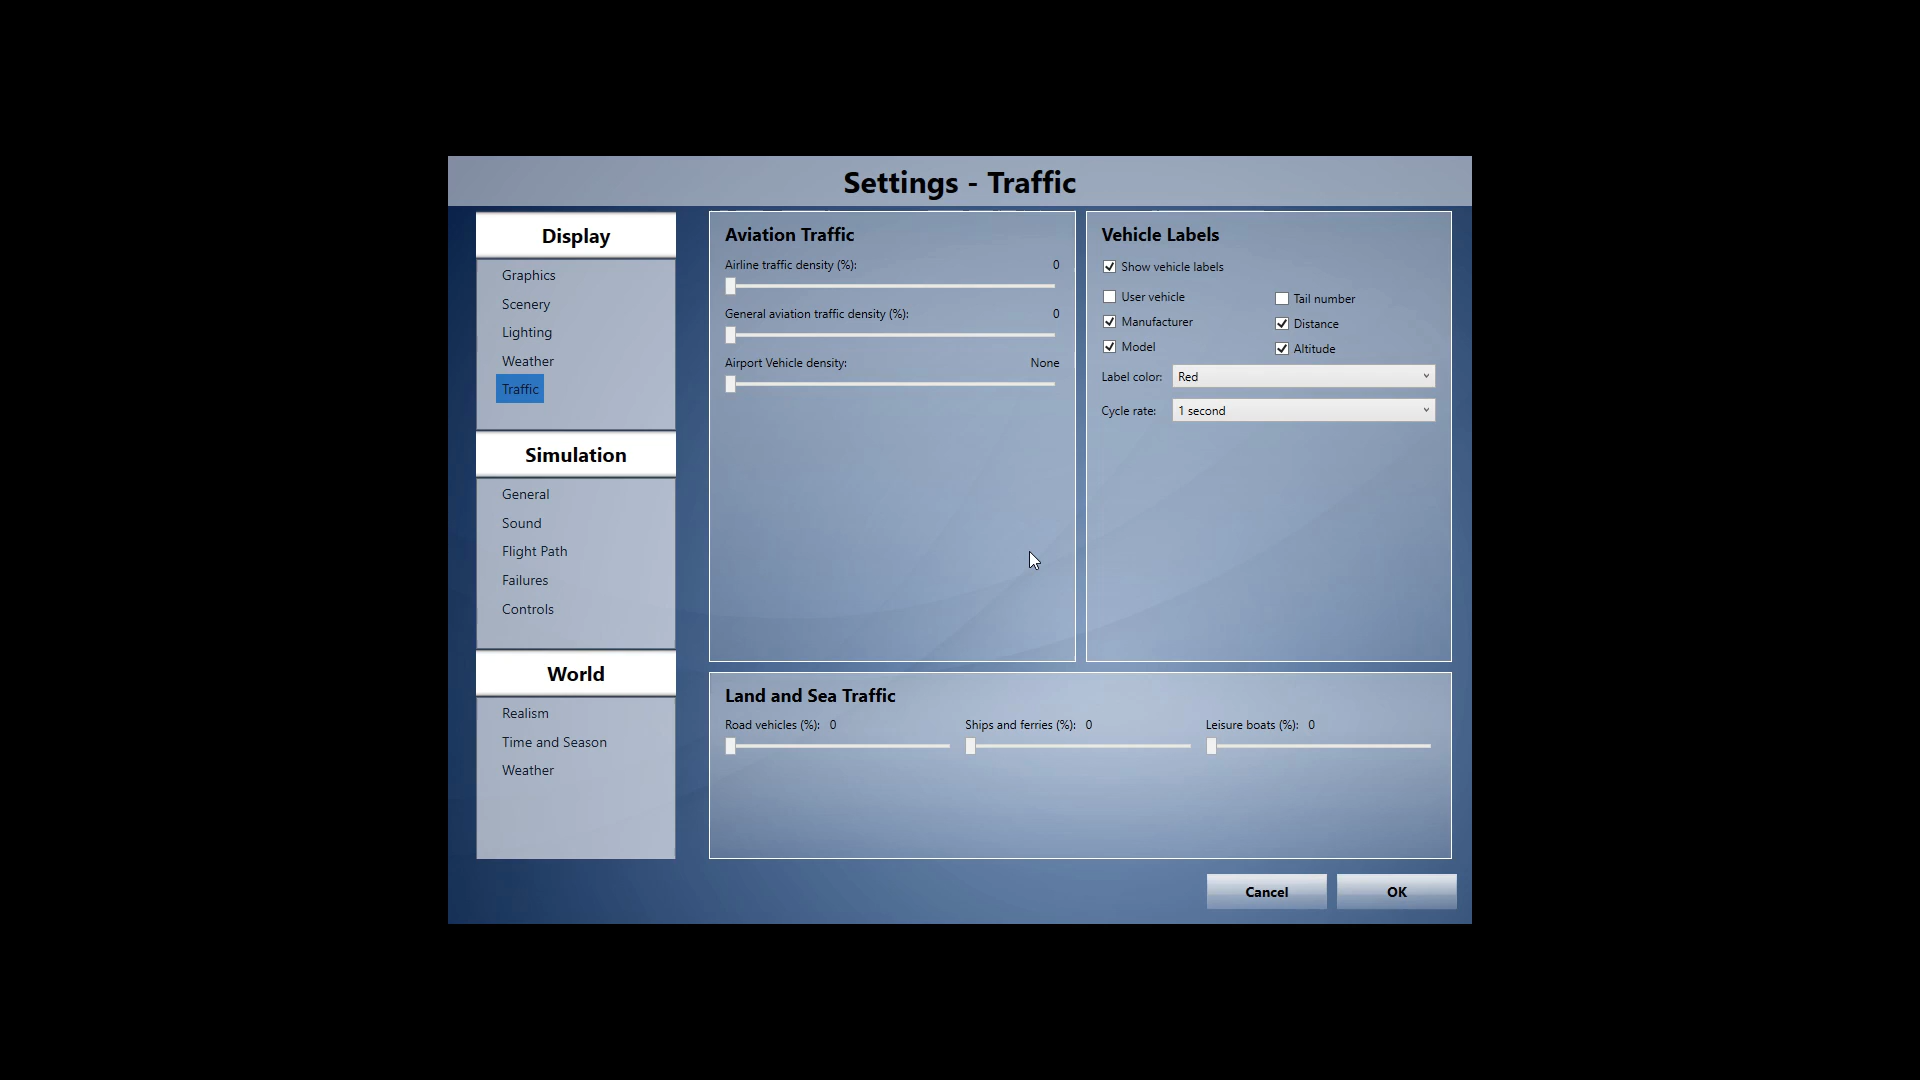 Settings - Traffic
Display
Graphics
Scenery
Lighting
Weather
Traffic
Simulation
General
Sound
Flight Path
Failures
Controls
World
Realism
Time and Season
Weather
Aviation Traffic
Airline traffic density (%): 0
General aviation traffic density (%): 0
Airport Vehicle density: None
Vehicle Labels
Show vehicle labels
User vehicle
Tail number
Manufacturer
Distance
Model
Altitude
Label color: Red
Cycle rate: 1 second
Land and Sea Traffic
Road vehicles (%): 0
Ships and ferries (%): 0
Leisure boats (%): 0
Cancel
OK